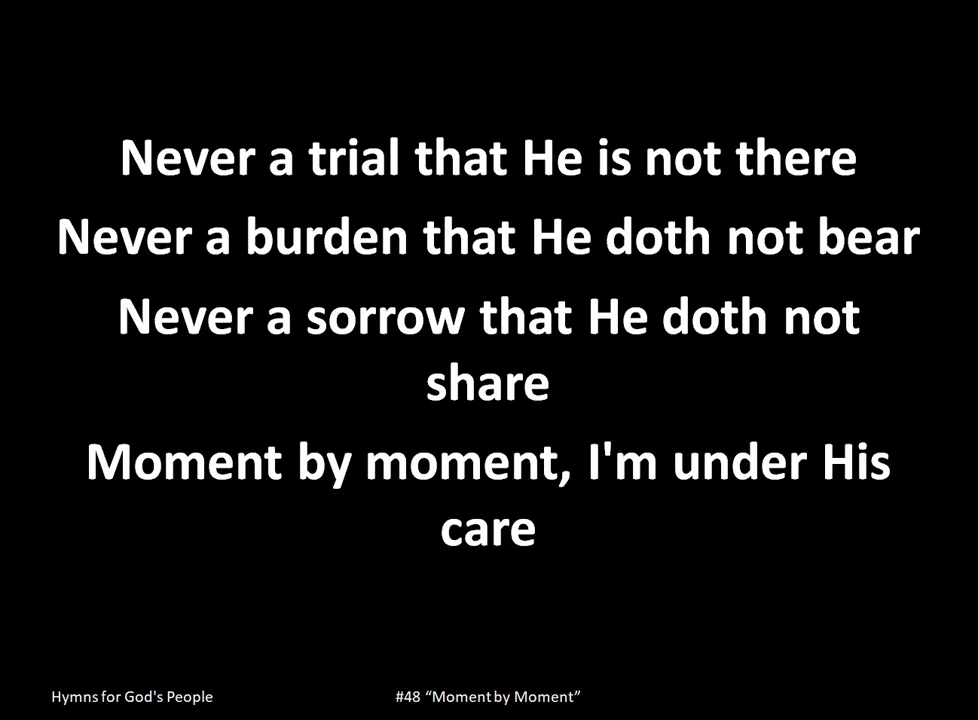 Never a trial that He is not there
Never a burden that He doth not bear
Never a sorrow that He doth not
share
Moment by moment, I'm under His
care
Hymns for God's People
#48 “Moment by Moment”